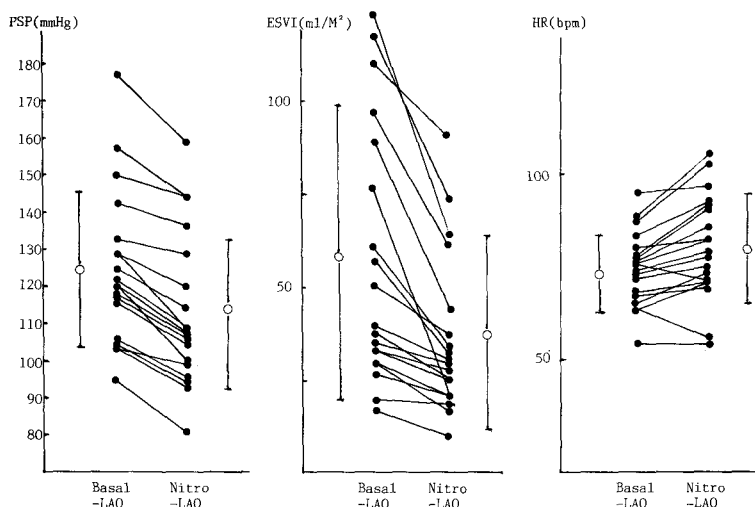 PSP(mmHg)
180
170
160
150
140
130
120
110
100
90
80
Basal
-LAO
Nitro
-LAO
ESVI(ml/M²)
100
50
Basal
-LAO
Nitro
-LAO
HR(bpm)
100
50
Basal
-LAO
Nitro
-LAO